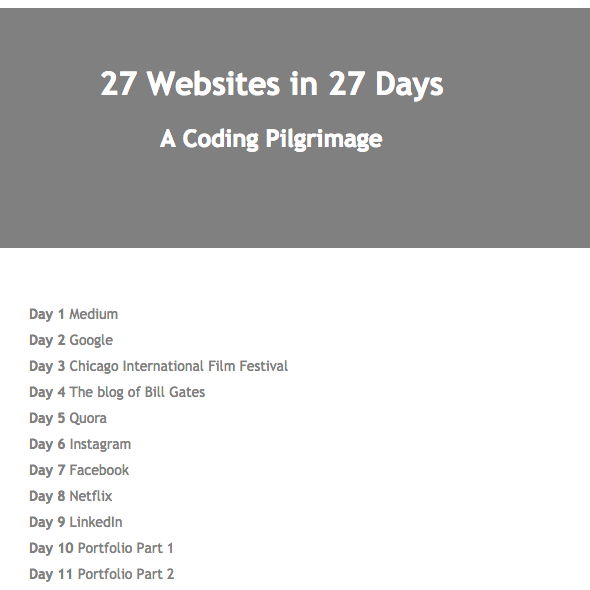 27 Websites in 27 Days
A Coding Pilgrimage
Day 1 Medium
Day 2 Google
Day 3 Chicago International Film Festival
Day 4 The blog of Bill Gates
Day 5 Quora
Day 6 Instagram
Day 7 Facebook
Day 8 Netflix
Day 9 LinkedIn
Day 10 Portfolio Part 1
Day 11 Portfolio Part 2